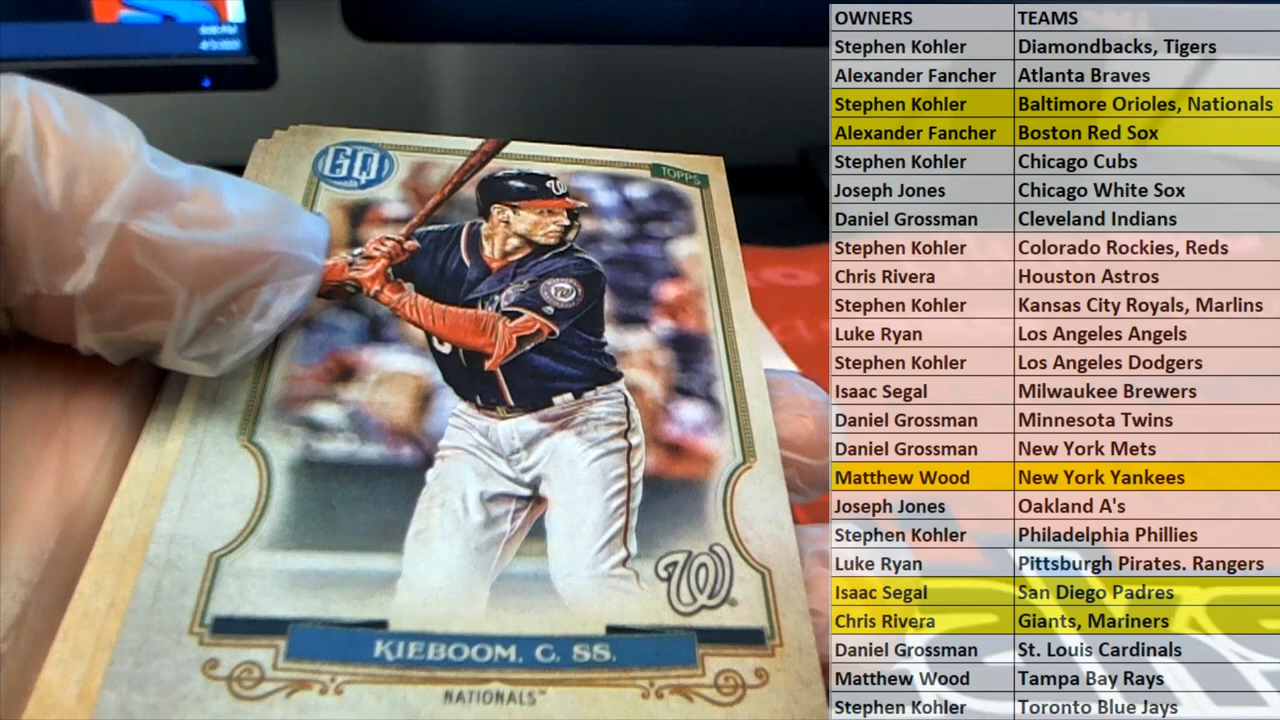 GQ
TOPPS
W
W
KIEBOOM, C. SS.
NATIONALS™
OWNERS TEAMS
Stephen Kohler Diamondbacks, Tigers
Alexander Fancher Atlanta Braves
Stephen Kohler Baltimore Orioles, Nationals
Alexander Fancher Boston Red Sox
Stephen Kohler Chicago Cubs
Joseph Jones Chicago White Sox
Daniel Grossman Cleveland Indians
Stephen Kohler Colorado Rockies, Reds
Chris Rivera Houston Astros
Stephen Kohler Kansas City Royals, Marlins
Luke Ryan Los Angeles Angels
Stephen Kohler Los Angeles Dodgers
Isaac Segal Milwaukee Brewers
Daniel Grossman Minnesota Twins
Daniel Grossman New York Mets
Matthew Wood New York Yankees
Joseph Jones Oakland A's
Stephen Kohler Philadelphia Phillies
Luke Ryan Pittsburgh Pirates. Rangers
Isaac Segal San Diego Padres
Chris Rivera Giants, Mariners
Daniel Grossman St. Louis Cardinals
Matthew Wood Tampa Bay Rays
Stephen Kohler Toronto Blue Jays